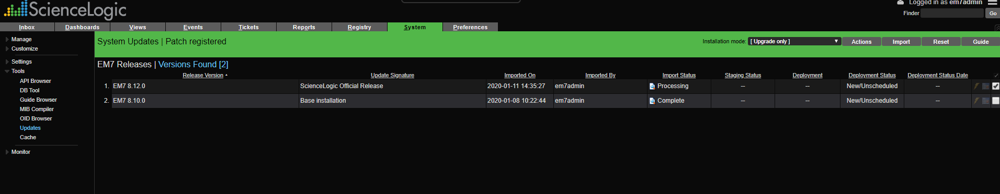 ScienceLogic
Logged in as em7admin
Finder Go
Inbox Dashboards Views Events Tickets Reports Registry System Preferences
Manage
Customize
Settings
Tools
API Browser
DB Tool
Guide Browser
MIB Compiler
OID Browser
Updates
Cache
Monitor
System Updates | Patch registered
Installation mode: [ Upgrade only ] Actions Import Reset Guide
EM7 Releases | Versions Found [2]
Release Version Update Signature Imported On Imported By Import Status Staging Status Deployment Deployment Status Deployment Status Date
1. EM7 8.12.0 ScienceLogic Official Release 2020-01-11 14:35:27 em7admin Processing -- -- New/Unscheduled --
2. EM7 8.10.0 Base installation 2020-01-08 10:22:44 em7admin Complete -- -- New/Unscheduled --